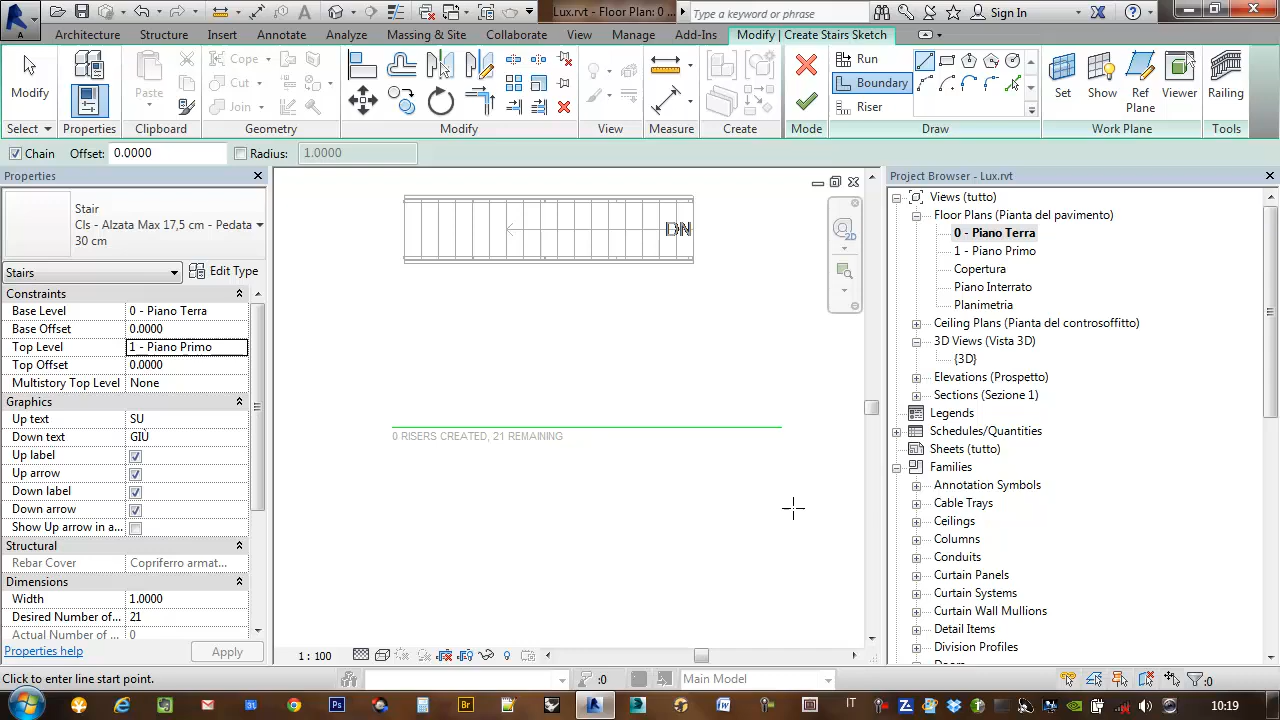 Lux.rvt - Floor Plan: 0 ...
Type a keyword or phrase
Sign In
Architecture
Structure
Insert
Annotate
Analyze
Massing & Site
Collaborate
View
Manage
Add-Ins
Modify | Create Stairs Sketch
Modify
Paste
Cope
Cut
Join
Run
Boundary
Riser
Set
Show
Ref
Plane
Viewer
Railing
Select
Properties
Clipboard
Geometry
Modify
View
Measure
Create
Mode
Draw
Work Plane
Tools
Chain
Offset: 0.0000
Radius: 1.0000
Properties
Stair
Cls - Alzata Max 17,5 cm - Pedata
30 cm
Stairs
Edit Type
Constraints
Base Level 0 - Piano Terra
Base Offset 0.0000
Top Level 1 - Piano Primo
Top Offset 0.0000
Multistory Top Level None
Graphics
Up text SU
Down text GIU
Up label
Up arrow
Down label
Down arrow
Show Up arrow in a...
Structural
Rebar Cover Copriferro armat...
Dimensions
Width 1.0000
Desired Number of... 21
Actual Number of ... 0
Properties help
Apply
DN
2D
0 RISERS CREATED, 21 REMAINING
1 : 100
Project Browser - Lux.rvt
Views (tutto)
Floor Plans (Pianta del pavimento)
0 - Piano Terra
1 - Piano Primo
Copertura
Piano Interrato
Planimetria
Ceiling Plans (Pianta del controsoffitto)
3D Views (Vista 3D)
{3D}
Elevations (Prospetto)
Sections (Sezione 1)
Legends
Schedules/Quantities
Sheets (tutto)
Families
Annotation Symbols
Cable Trays
Ceilings
Columns
Conduits
Curtain Panels
Curtain Systems
Curtain Wall Mullions
Detail Items
Division Profiles
Click to enter line start point.
:0
Main Model
:0
Ps
Br
IT
10:19